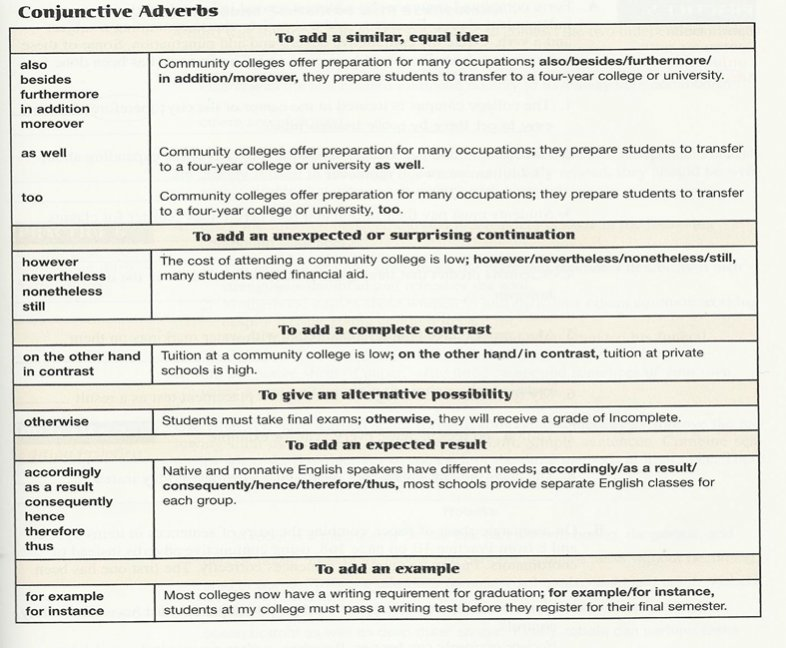 Conjunctive Adverbs
To add a similar, equal idea
also
besides
furthermore
in addition
moreover
Community colleges offer preparation for many occupations; also/besides/furthermore/
in addition/moreover, they prepare students to transfer to a four-year college or university.
as well
Community colleges offer preparation for many occupations; they prepare students to transfer
to a four-year college or university as well.
too
Community colleges offer preparation for many occupations; they prepare students to transfer
to a four-year college or university, too.
To add an unexpected or surprising continuation
however
nevertheless
nonetheless
still
The cost of attending a community college is low; however/nevertheless/nonetheless/still,
many students need financial aid.
To add a complete contrast
on the other hand
in contrast
Tuition at a community college is low; on the other hand/in contrast, tuition at private
schools is high.
To give an alternative possibility
otherwise
Students must take final exams; otherwise, they will receive a grade of Incomplete.
To add an expected result
accordingly
as a result
consequently
hence
therefore
thus
Native and nonnative English speakers have different needs; accordingly/as a result/
consequently/hence/therefore/thus, most schools provide separate English classes for
each group.
To add an example
for example
for instance
Most colleges now have a writing requirement for graduation; for example/for instance,
students at my college must pass a writing test before they register for their final semester.